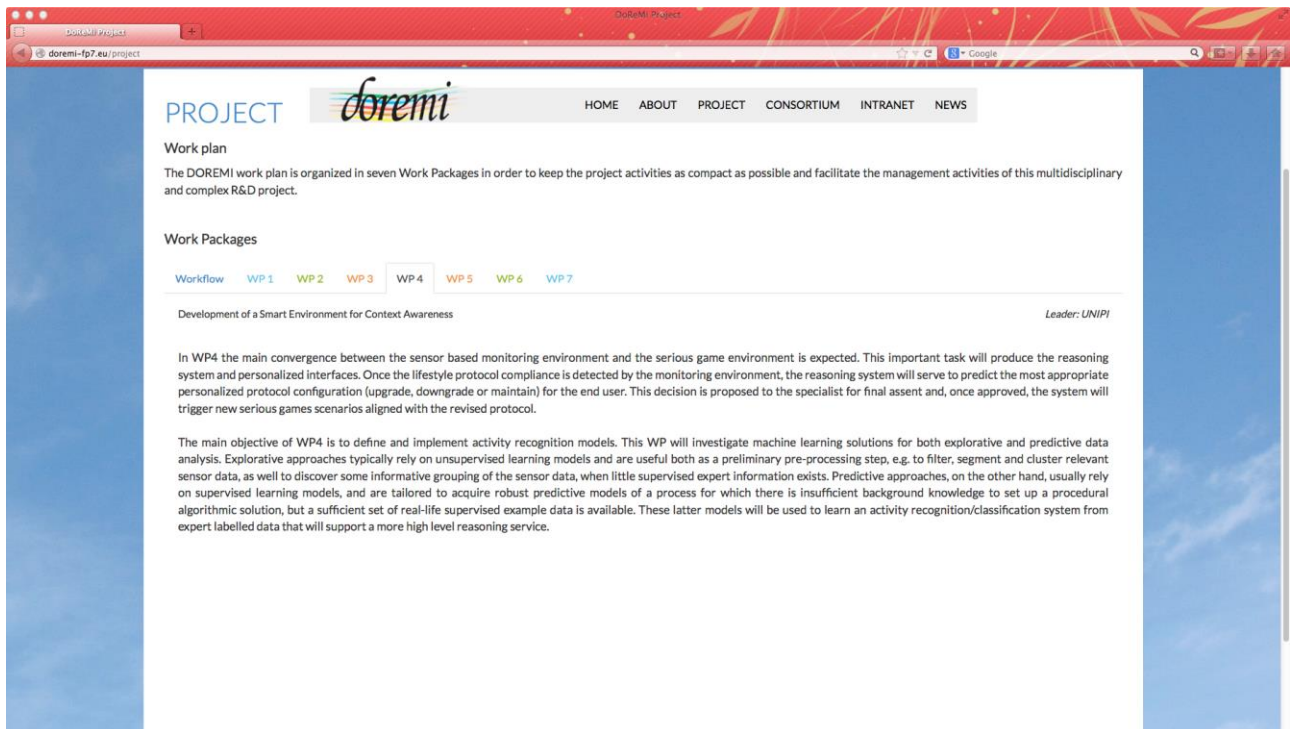 DoReMi Project
DoReMi Project
doremi-fp7.eu/project
Google
PROJECT
doremi
HOME ABOUT PROJECT CONSORTIUM INTRANET NEWS
Work plan
The DOREMI work plan is organized in seven Work Packages in order to keep the project activities as compact as possible and facilitate the management activities of this multidisciplinary
and complex R&D project.
Work Packages
Workflow WP 1 WP 2 WP 3 WP 4 WP 5 WP 6 WP 7
Development of a Smart Environment for Context Awareness Leader: UNIPI
In WP4 the main convergence between the sensor based monitoring environment and the serious game environment is expected. This important task will produce the reasoning
system and personalized interfaces. Once the lifestyle protocol compliance is detected by the monitoring environment, the reasoning system will serve to predict the most appropriate
personalized protocol configuration (upgrade, downgrade or maintain) for the end user. This decision is proposed to the specialist for final assent and, once approved, the system will
trigger new serious games scenarios aligned with the revised protocol.
The main objective of WP4 is to define and implement activity recognition models. This WP will investigate machine learning solutions for both explorative and predictive data
analysis. Explorative approaches typically rely on unsupervised learning models and are useful both as a preliminary pre-processing step, e.g. to filter, segment and cluster relevant
sensor data, as well to discover some informative grouping of the sensor data, when little supervised expert information exists. Predictive approaches, on the other hand, usually rely
on supervised learning models, and are tailored to acquire robust predictive models of a process for which there is insufficient background knowledge to set up a procedural
algorithmic solution, but a sufficient set of real-life supervised example data is available. These latter models will be used to learn an activity recognition/classification system from
expert labelled data that will support a more high level reasoning service.